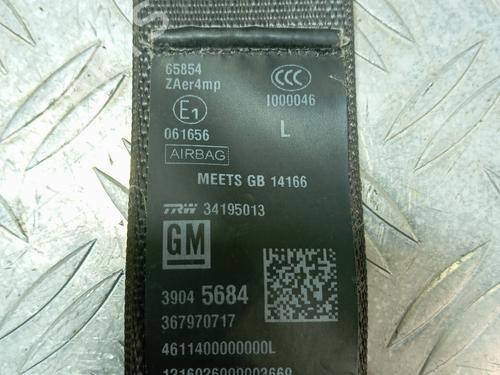 65854
ZAer4mp
CCC
I000046
E1
061656
L
AIRBAG
MEETS GB 14166
TRW 34195013
GM
3904 5684
367970717
4611400000000L